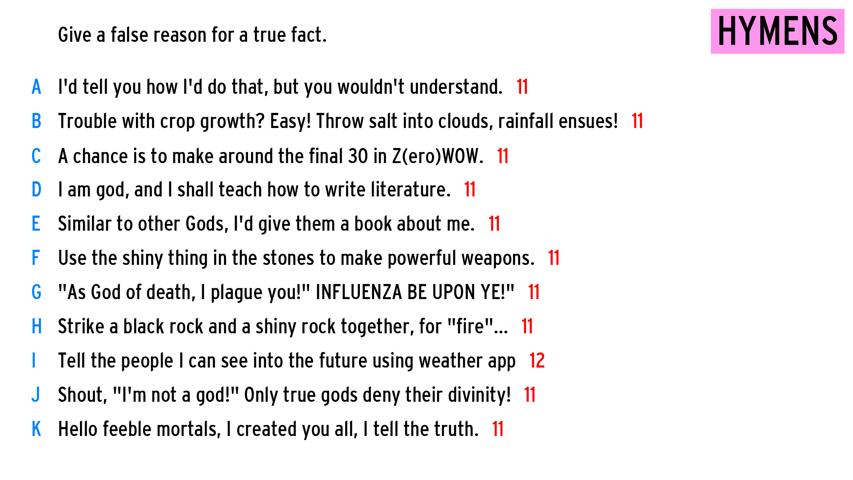 Give a false reason for a true fact.
HYMENS
A I'd tell you how I'd do that, but you wouldn't understand. 11
B Trouble with crop growth? Easy! Throw salt into clouds, rainfall ensues! 11
C A chance is to make around the final 30 in Z(ero)WOW. 11
D I am god, and I shall teach how to write literature. 11
E Similar to other Gods, I'd give them a book about me. 11
F Use the shiny thing in the stones to make powerful weapons. 11
G "As God of death, I plague you!" INFLUENZA BE UPON YE!" 11
H Strike a black rock and a shiny rock together, for "fire"... 11
I Tell the people I can see into the future using weather app 12
J Shout, "I'm not a god!" Only true gods deny their divinity! 11
K Hello feeble mortals, I created you all, I tell the truth. 11